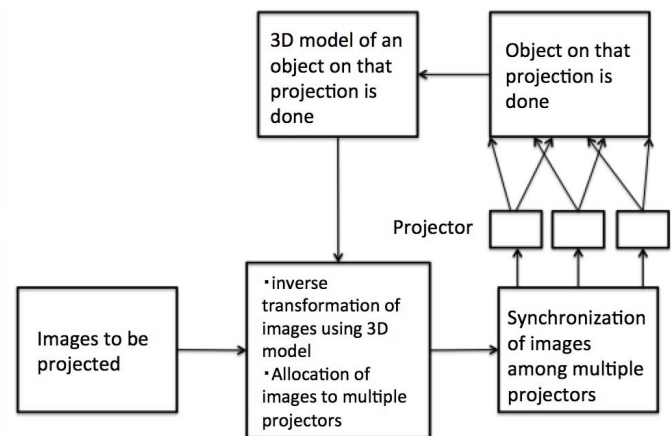 3D model of an
object on that
projection is
done
Object on that
projection is
done
Projector
Images to be
projected
・inverse
transformation of
images using 3D
model
・Allocation of
images to multiple
projectors
Synchronization
of images
among multiple
projectors